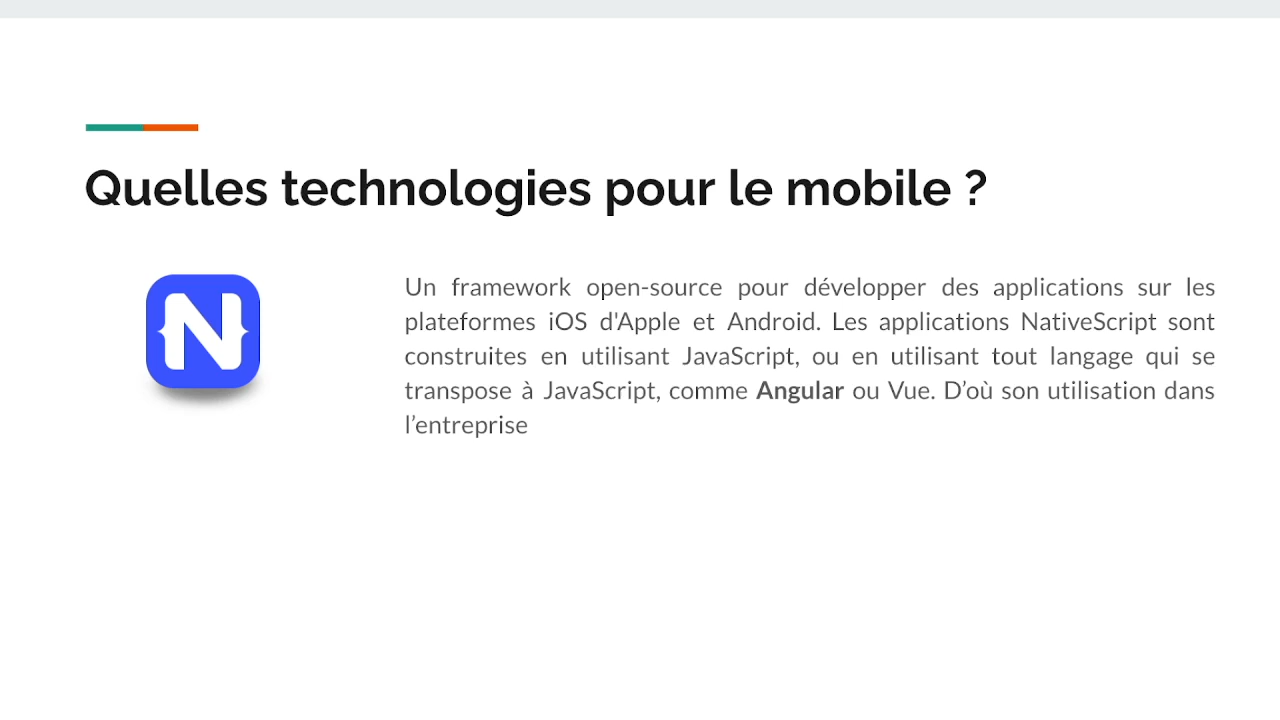 Quelles technologies pour le mobile ?
N
Un framework open-source pour développer des applications sur les
plateformes iOS d'Apple et Android. Les applications NativeScript sont
construites en utilisant JavaScript, ou en utilisant tout langage qui se
transpose à JavaScript, comme Angular ou Vue. D’où son utilisation dans
l’entreprise